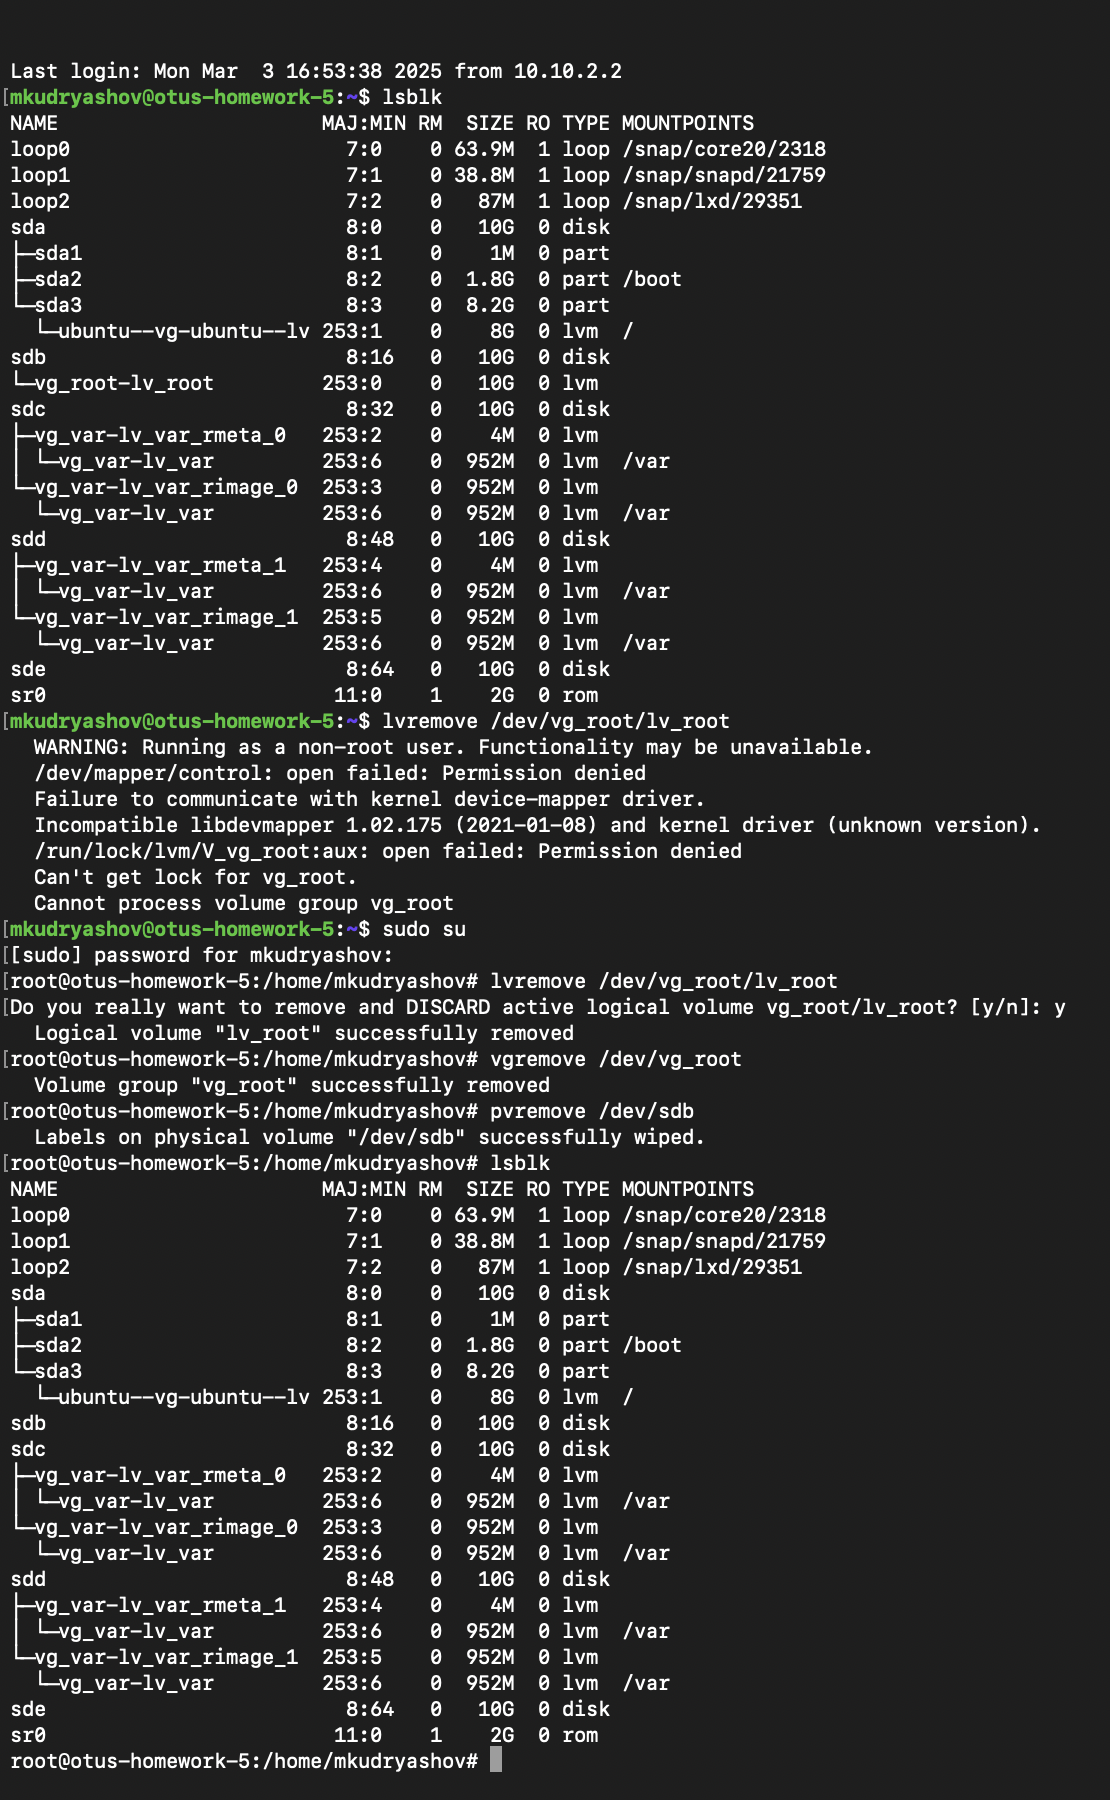 Last login: Mon Mar  3 16:53:38 2025 from 10.10.2.2
[mkudryashov@otus-homework-5:~$ lsblk
NAME                      MAJ:MIN RM   SIZE RO TYPE MOUNTPOINTS
loop0                       7:0    0 63.9M  1 loop /snap/core20/2318
loop1                       7:1    0 38.8M  1 loop /snap/snapd/21759
loop2                       7:2    0   87M  1 loop /snap/lxd/29351
sda                         8:0    0   10G  0 disk
├─sda1                      8:1    0    1M  0 part
├─sda2                      8:2    0  1.8G  0 part /boot
└─sda3                      8:3    0  8.2G  0 part
  └─ubuntu--vg-ubuntu--lv 253:1    0    8G  0 lvm  /
sdb                         8:16   0   10G  0 disk
└─vg_root-lv_root         253:0    0   10G  0 lvm
sdc                         8:32   0   10G  0 disk
├─vg_var-lv_var_rmeta_0   253:2    0    4M  0 lvm
│ └─vg_var-lv_var         253:6    0  952M  0 lvm  /var
└─vg_var-lv_var_rimage_0  253:3    0  952M  0 lvm
  └─vg_var-lv_var         253:6    0  952M  0 lvm  /var
sdd                         8:48   0   10G  0 disk
├─vg_var-lv_var_rmeta_1   253:4    0    4M  0 lvm
│ └─vg_var-lv_var         253:6    0  952M  0 lvm  /var
└─vg_var-lv_var_rimage_1  253:5    0  952M  0 lvm
  └─vg_var-lv_var         253:6    0  952M  0 lvm  /var
sde                         8:64   0   10G  0 disk
sr0                        11:0    1    2G  0 rom
[mkudryashov@otus-homework-5:~$ lvremove /dev/vg_root/lv_root
  WARNING: Running as a non-root user. Functionality may be unavailable.
  /dev/mapper/control: open failed: Permission denied
  Failure to communicate with kernel device-mapper driver.
  Incompatible libdevmapper 1.02.175 (2021-01-08) and kernel driver (unknown version).
  /run/lock/lvm/V_vg_root:aux: open failed: Permission denied
  Can't get lock for vg_root.
  Cannot process volume group vg_root
[mkudryashov@otus-homework-5:~$ sudo su
[[sudo] password for mkudryashov:
[root@otus-homework-5:/home/mkudryashov# lvremove /dev/vg_root/lv_root
[Do you really want to remove and DISCARD active logical volume vg_root/lv_root? [y/n]: y
  Logical volume "lv_root" successfully removed
[root@otus-homework-5:/home/mkudryashov# vgremove /dev/vg_root
  Volume group "vg_root" successfully removed
[root@otus-homework-5:/home/mkudryashov# pvremove /dev/sdb
  Labels on physical volume "/dev/sdb" successfully wiped.
[root@otus-homework-5:/home/mkudryashov# lsblk
NAME                      MAJ:MIN RM   SIZE RO TYPE MOUNTPOINTS
loop0                       7:0    0 63.9M  1 loop /snap/core20/2318
loop1                       7:1    0 38.8M  1 loop /snap/snapd/21759
loop2                       7:2    0   87M  1 loop /snap/lxd/29351
sda                         8:0    0   10G  0 disk
├─sda1                      8:1    0    1M  0 part
├─sda2                      8:2    0  1.8G  0 part /boot
└─sda3                      8:3    0  8.2G  0 part
  └─ubuntu--vg-ubuntu--lv 253:1    0    8G  0 lvm  /
sdb                         8:16   0   10G  0 disk
sdc                         8:32   0   10G  0 disk
├─vg_var-lv_var_rmeta_0   253:2    0    4M  0 lvm
│ └─vg_var-lv_var         253:6    0  952M  0 lvm  /var
└─vg_var-lv_var_rimage_0  253:3    0  952M  0 lvm
  └─vg_var-lv_var         253:6    0  952M  0 lvm  /var
sdd                         8:48   0   10G  0 disk
├─vg_var-lv_var_rmeta_1   253:4    0    4M  0 lvm
│ └─vg_var-lv_var         253:6    0  952M  0 lvm  /var
└─vg_var-lv_var_rimage_1  253:5    0  952M  0 lvm
  └─vg_var-lv_var         253:6    0  952M  0 lvm  /var
sde                         8:64   0   10G  0 disk
sr0                        11:0    1    2G  0 rom
root@otus-homework-5:/home/mkudryashov#